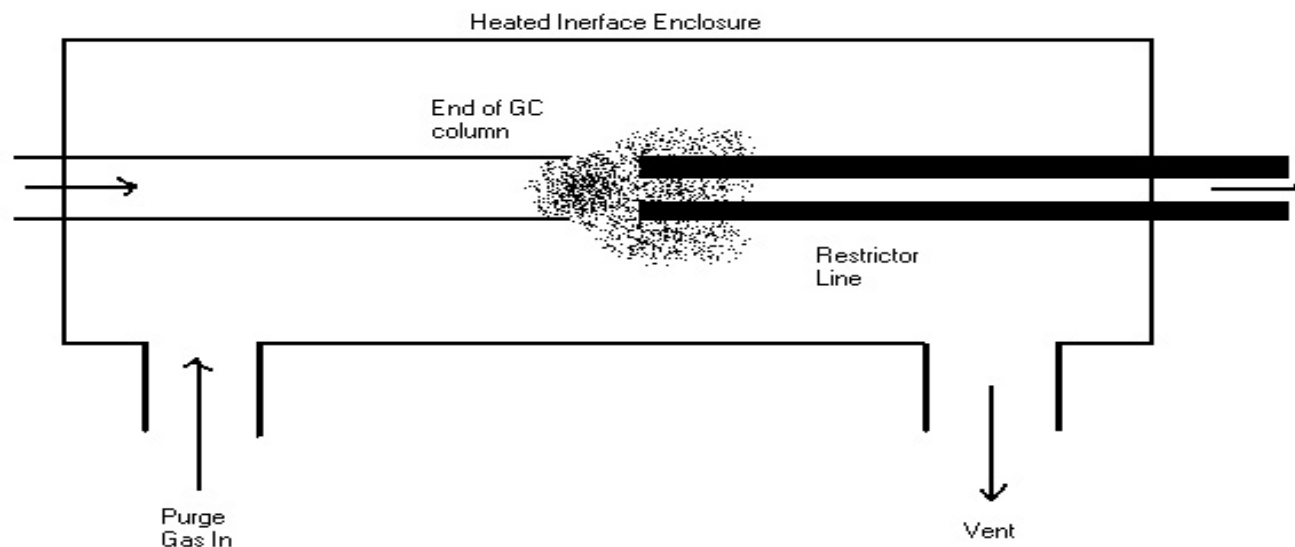 Heated Inerface Enclosure
End of GC
column
Restrictor
Line
Purge
Gas In
Vent